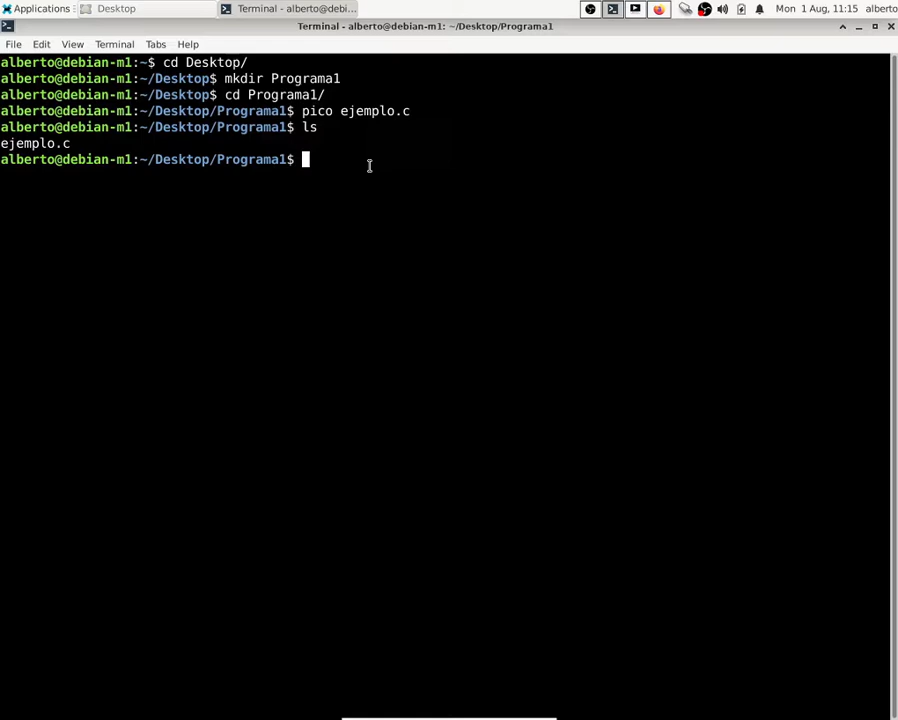 Applications
Desktop
Terminal - alberto@debi...
Mon 1 Aug, 11:15
alberto
Terminal - alberto@debian-m1: ~/Desktop/Programa1
File Edit View Terminal Tabs Help
alberto@debian-m1:~$ cd Desktop/
alberto@debian-m1:~/Desktop$ mkdir Programa1
alberto@debian-m1:~/Desktop$ cd Programa1/
alberto@debian-m1:~/Desktop/Programa1$ pico ejemplo.c
alberto@debian-m1:~/Desktop/Programa1$ ls
ejemplo.c
alberto@debian-m1:~/Desktop/Programa1$